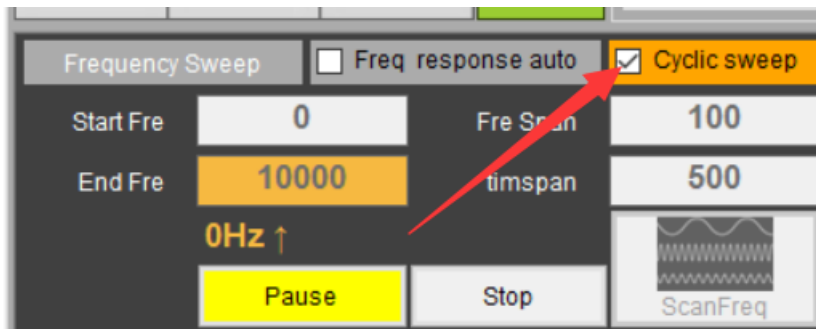 Frequency Sweep Freq response auto Cyclic sweep
Start Fre 0 Fre Span 100
End Fre 10000 timspan 500
0Hz ↑
Pause Stop ScanFreq